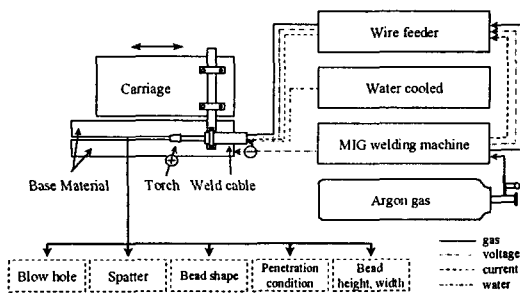 Wire feeder
Carriage
Water cooled
MIG welding machine
Base Material
Torch
Weld cable
Argon gas
Blow hole
Spatter
Bead shape
Penetration
condition
Bead
height, width
gas
voltage
current
water